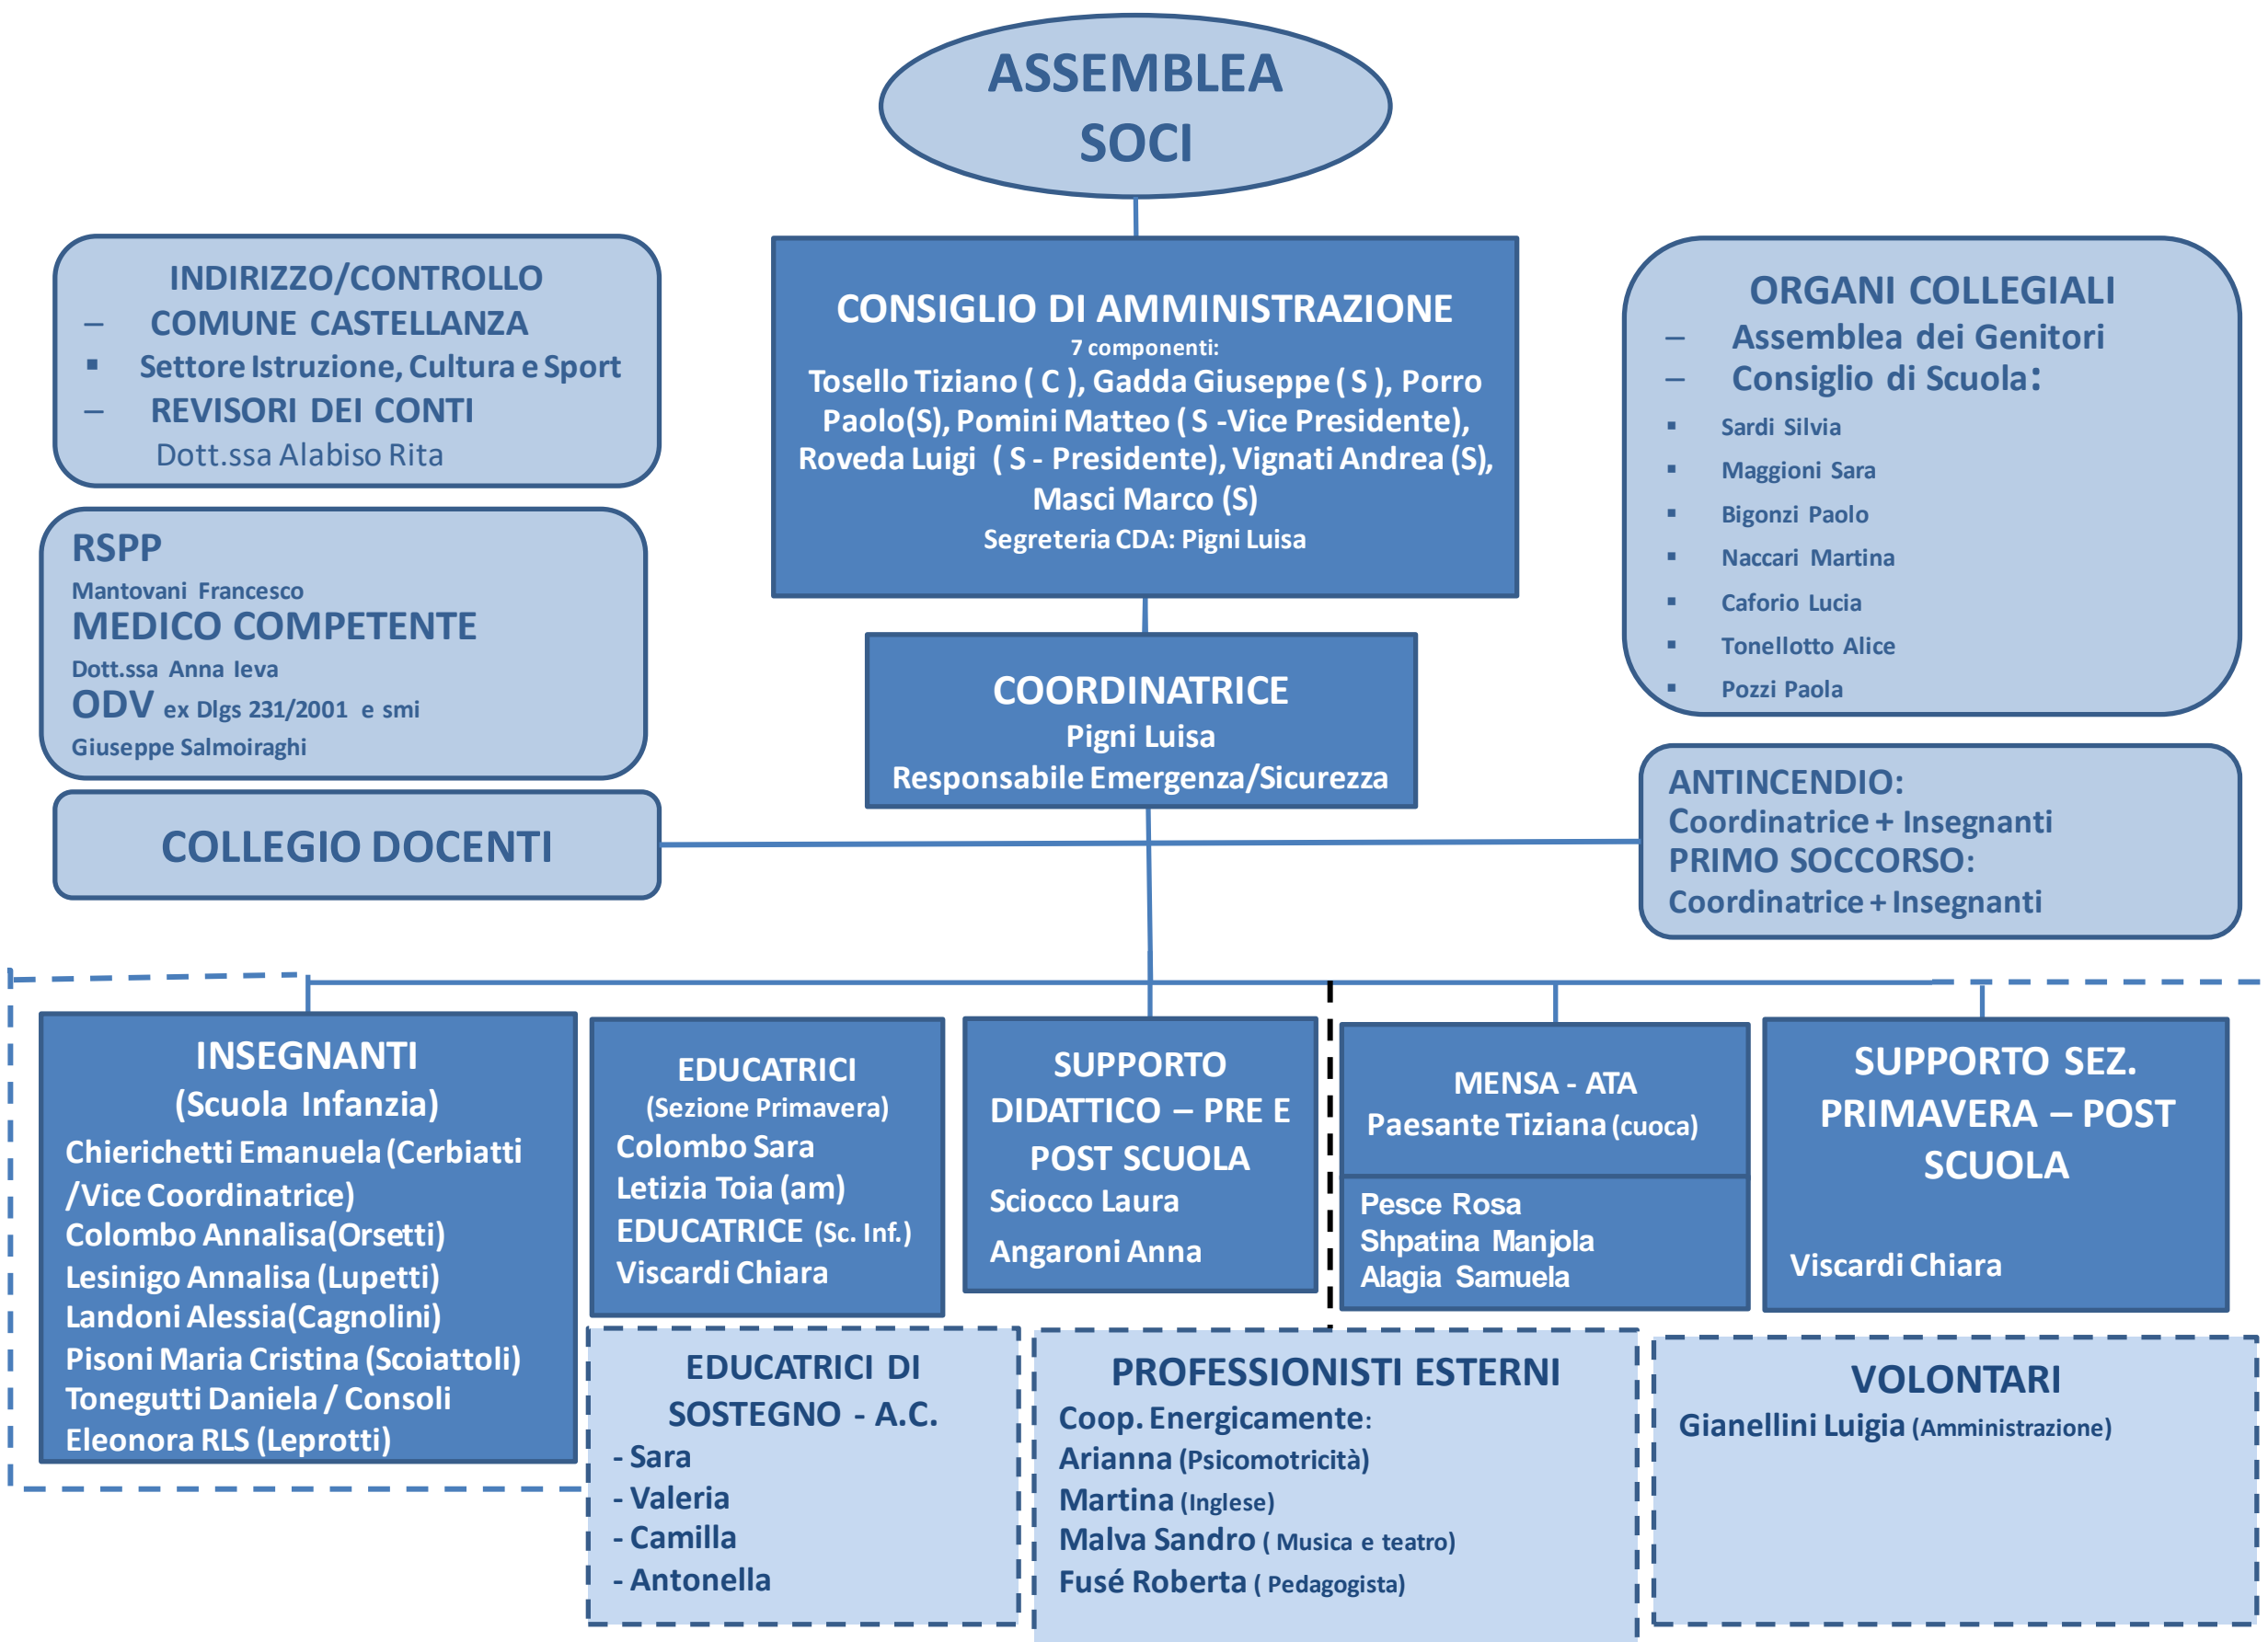 ASSEMBLEA
SOCI
INDIRIZZO/CONTROLLO
– COMUNE CASTELLANZA
▪ Settore Istruzione, Cultura e Sport
– REVISORI DEI CONTI
Dott.ssa Alabiso Rita
CONSIGLIO DI AMMINISTRAZIONE
7 componenti:
Tosello Tiziano ( C ), Gadda Giuseppe ( S ), Porro
Paolo(S), Pomini Matteo ( S -Vice Presidente),
Roveda Luigi ( S - Presidente), Vignati Andrea (S),
Masci Marco (S)
Segreteria CDA: Pigni Luisa
ORGANI COLLEGIALI
– Assemblea dei Genitori
– Consiglio di Scuola:
▪ Sardi Silvia
▪ Maggioni Sara
▪ Bigonzi Paolo
▪ Naccari Martina
▪ Caforio Lucia
▪ Tonellotto Alice
▪ Pozzi Paola
RSPP
Mantovani Francesco
MEDICO COMPETENTE
Dott.ssa Anna Ieva
ODV ex Dlgs 231/2001 e smi
Giuseppe Salmoiraghi
COORDINATRICE
Pigni Luisa
Responsabile Emergenza/Sicurezza
COLLEGIO DOCENTI
ANTINCENDIO:
Coordinatrice + Insegnanti
PRIMO SOCCORSO:
Coordinatrice + Insegnanti
INSEGNANTI
(Scuola Infanzia)
Chierichetti Emanuela (Cerbiatti
/Vice Coordinatrice)
Colombo Annalisa(Orsetti)
Lesinigo Annalisa (Lupetti)
Landoni Alessia(Cagnolini)
Pisoni Maria Cristina (Scoiattoli)
Tonegutti Daniela / Consoli
Eleonora RLS (Leprotti)
EDUCATRICI
(Sezione Primavera)
Colombo Sara
Letizia Toia (am)
EDUCATRICE (Sc. Inf.)
Viscardi Chiara
SUPPORTO
DIDATTICO – PRE E
POST SCUOLA
Sciocco Laura
Angaroni Anna
MENSA - ATA
Paesante Tiziana (cuoca)
Pesce Rosa
Shpatina Manjola
Alagia Samuela
SUPPORTO SEZ.
PRIMAVERA – POST
SCUOLA
Viscardi Chiara
EDUCATRICI DI
SOSTEGNO - A.C.
- Sara
- Valeria
- Camilla
- Antonella
PROFESSIONISTI ESTERNI
Coop. Energicamente:
Arianna (Psicomotricità)
Martina (Inglese)
Malva Sandro ( Musica e teatro)
Fusé Roberta ( Pedagogista)
VOLONTARI
Gianellini Luigia (Amministrazione)